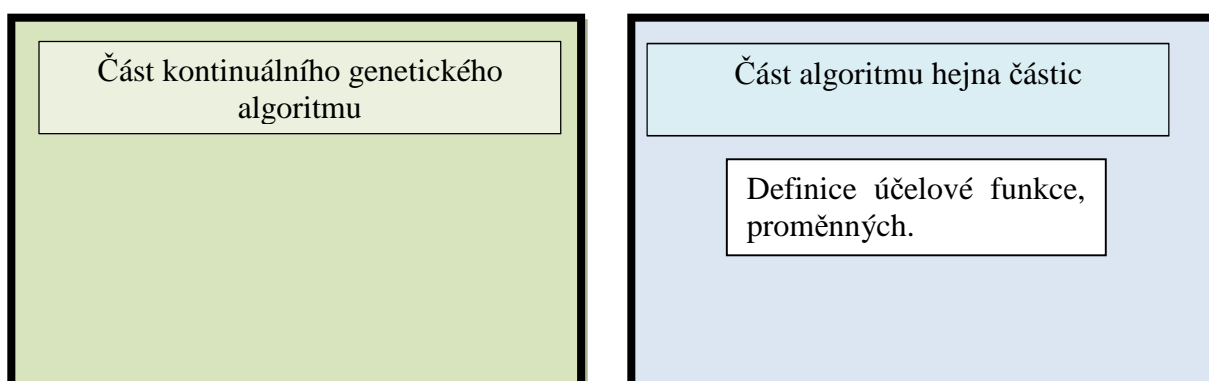 Část kontinuálního genetického
algoritmu
Část algoritmu hejna částic
Definice účelové funkce,
proměnných.